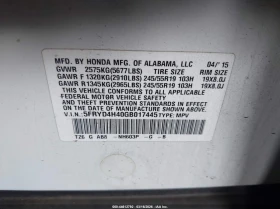 MFD. BY HONDA MFG. OF ALABAMA, LLC 04/'15
GVWR 2575KG(5677LBS) TIRE SIZE RIM SIZE
GAWR F 1320KG(2910LBS) 245/55R19 103H 19X8.0J
GAWR R 1345KG(2965LBS) 245/55R19 103H 19X8.0J
THIS VEHICLE CONFORMS TO ALL APPLICABLE
FEDERAL MOTOR VEHICLE SAFETY AND THEFT
PREVENTION STANDARDS IN EFFECT ON THE DATE OF
MANUFACTURE SHOWN ABOVE.
V.I.N.:5FRYD4H40GB017445 TYPE: MPV
NH603P -G -B